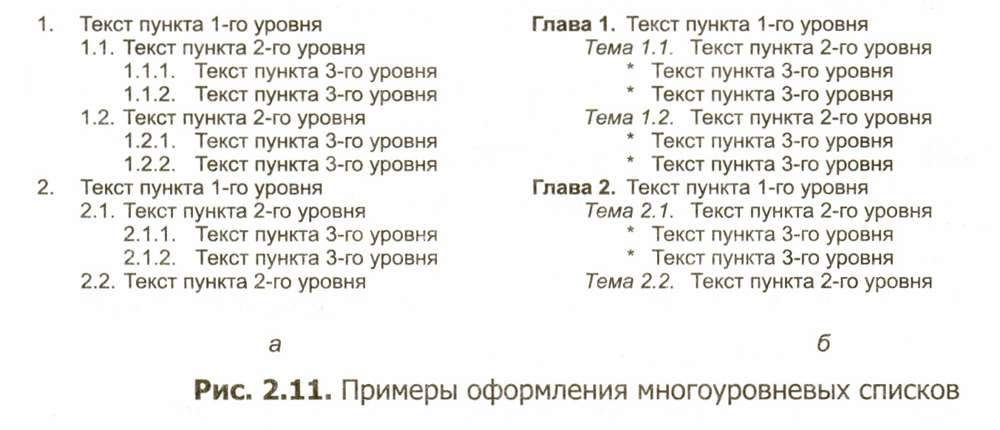 1. Текст пункта 1-го уровня
1.1. Текст пункта 2-го уровня
1.1.1. Текст пункта 3-го уровня
1.1.2. Текст пункта 3-го уровня
1.2. Текст пункта 2-го уровня
1.2.1. Текст пункта 3-го уровня
1.2.2. Текст пункта 3-го уровня
2. Текст пункта 1-го уровня
2.1. Текст пункта 2-го уровня
2.1.1. Текст пункта 3-го уровня
2.1.2. Текст пункта 3-го уровня
2.2. Текст пункта 2-го уровня
а
Глава 1. Текст пункта 1-го уровня
Тема 1.1. Текст пункта 2-го уровня
* Текст пункта 3-го уровня
* Текст пункта 3-го уровня
Тема 1.2. Текст пункта 2-го уровня
* Текст пункта 3-го уровня
* Текст пункта 3-го уровня
Глава 2. Текст пункта 1-го уровня
Тема 2.1. Текст пункта 2-го уровня
* Текст пункта 3-го уровня
* Текст пункта 3-го уровня
Тема 2.2. Текст пункта 2-го уровня
б
Рис. 2.11. Примеры оформления многоуровневых списков